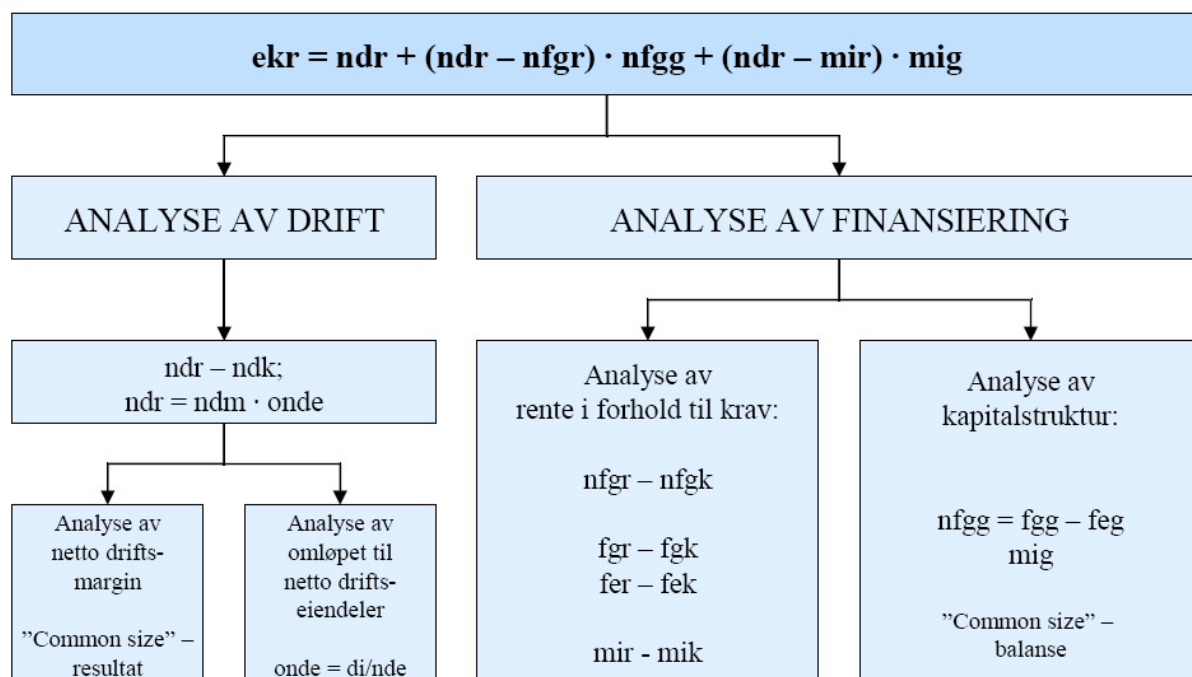 ekr = ndr + (ndr – nfgr) · nfgg + (ndr – mir) · mig
ANALYSE AV DRIFT
ANALYSE AV FINANSIERING
ndr – ndk;
ndr = ndm · onde
Analyse av
netto drifts-
margin
”Common size” –
resultat
Analyse av
omløpet til
netto drifts-
eiendeler
onde = di/nde
Analyse av
rente i forhold til krav:
nfgr – nfgk
fgr – fgk
fer – fek
mir - mik
Analyse av
kapitalstruktur:
nfgg = fgg – feg
mig
”Common size” –
balanse